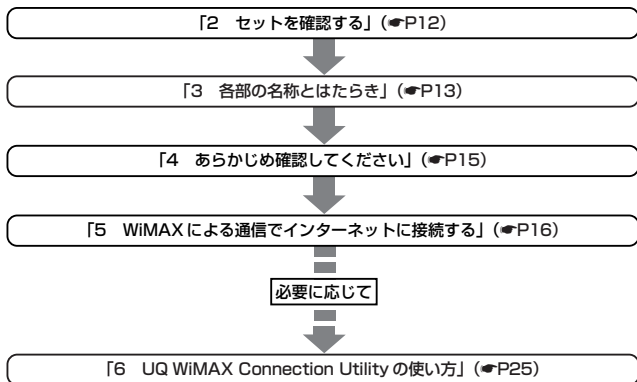 「2　セットを確認する」（☛P12）
「3　各部の名称とはたらき」（☛P13）
「4　あらかじめ確認してください」（☛P15）
「5　WiMAXによる通信でインターネットに接続する」（☛P16）
必要に応じて
「6　UQ WiMAX Connection Utilityの使い方」（☛P25）